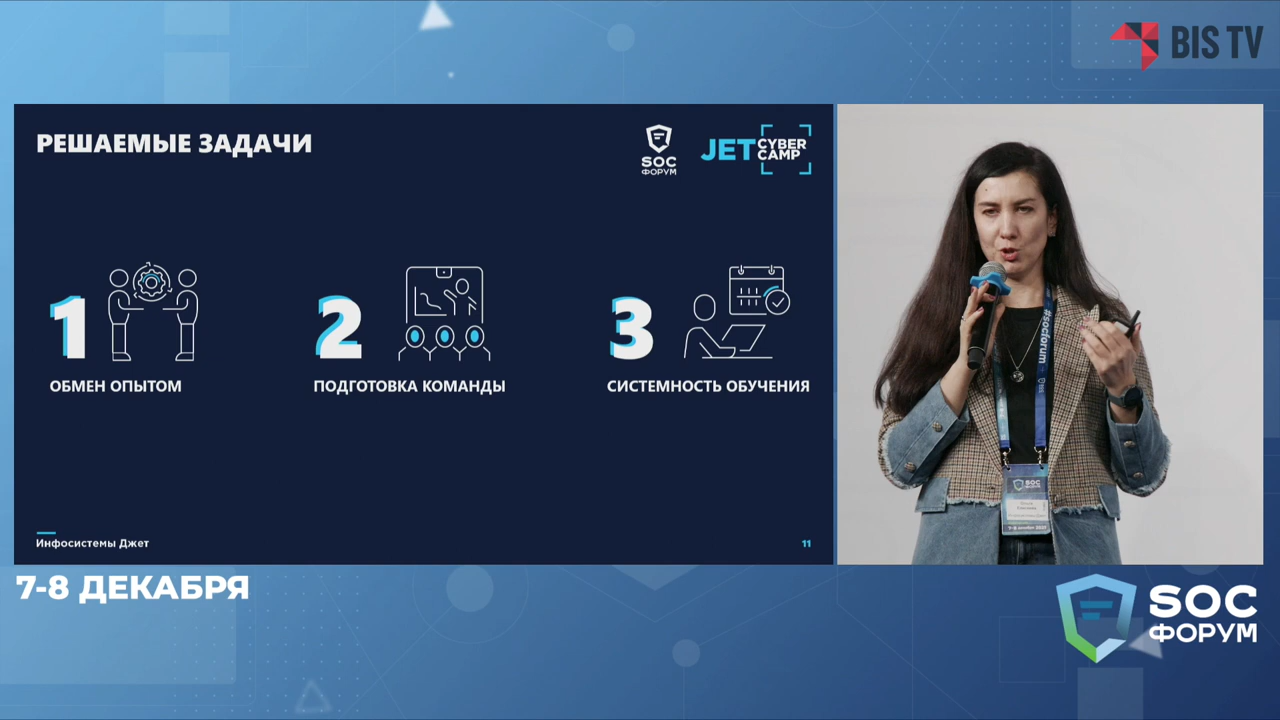 BIS TV
РЕШАЕМЫЕ ЗАДАЧИ
SOC
ФОРУМ
JET CYBER
CAMP
1
2
3
ОБМЕН ОПЫТОМ
ПОДГОТОВКА КОМАНДЫ
СИСТЕМНОСТЬ ОБУЧЕНИЯ
Инфосистемы Джет
11
#socforum
SOC
7-8 ДЕКАБРЯ
SOC
ФОРУМ